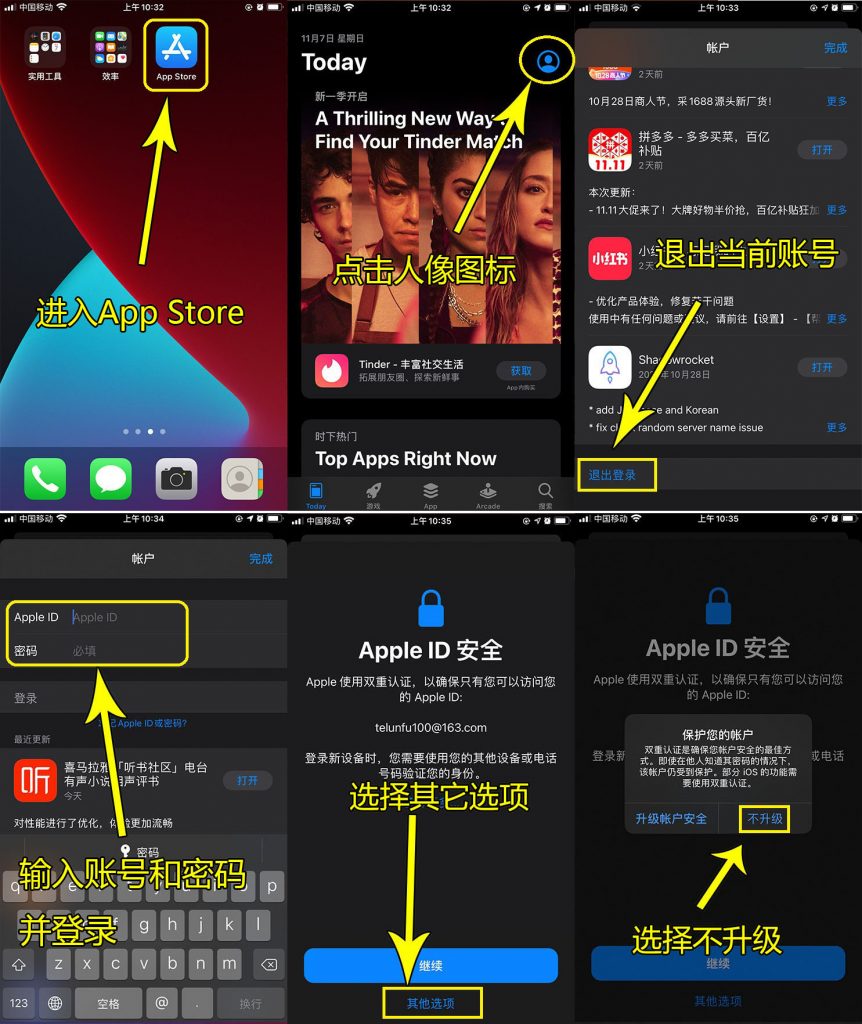 中国移动
上午10:32
实用工具
效率
App Store
进入App Store
中国移动
上午10:32
11月7日 星期日
Today
新一季开启
A Thrilling New Way
Find Your Tinder Match
点击人像图标
Tinder - 丰富社交生活
拓展朋友圈、探索新鲜事
获取
App内购买
时下热门
Top Apps Right Now
Today
游戏
App
Arcade
搜索
中国移动
上午10:33
帐户
完成
10月28日商人节
2天前
10月28日商人节，采1688源头新厂货！
更多
拼多多 - 多多买菜，百亿
补贴
2天前
打开
11.11
本次更新：
- 11.11大促来了！大牌好物半价抢，百亿补贴狂加
更多
小红书
退出当前账号
- 优化产品体验，修复若干问题
使用中有任何问题或建议，请前往【设置】-【帮
更多
Shadowrocket
年10月28日
打开
* add
and Korean
* fix
random server name issue
更多
退出登录
中国移动
上午10:34
帐户
完成
Apple ID
Apple ID
密码
必填
登录
Apple ID或密码？
最近更新
听
喜马拉雅「听书社区」电台
有声小说相声评书
今天
打开
对性能进行了优化，体验更加流畅
密码
输入账号和密码
并登录
q
e
p
g h j k l
z x c v b n m
123
空格
@
.
换行
中国移动
上午10:35
Apple ID 安全
Apple 使用双重认证，以确保只有您可以访问您
的 Apple ID:
telunfu100@163.com
登录新设备时，您需要使用您的其他设备或电话
号码验证您的身份。
选择其它选项
继续
其他选项
中国移动
上午10:35
Apple ID 安全
Apple 使用双重认证，以确保只有您可以访问您
的 Apple ID:
登录新
或电话
保护您的帐户
双重认证是确保您帐户安全的最佳方
式。即使在他人知道其密码的情况下，
该帐户仍受到保护。部分 iOS 的功能需
要使用双重认证。
升级帐户安全
不升级
选择不升级
继续
其他选项